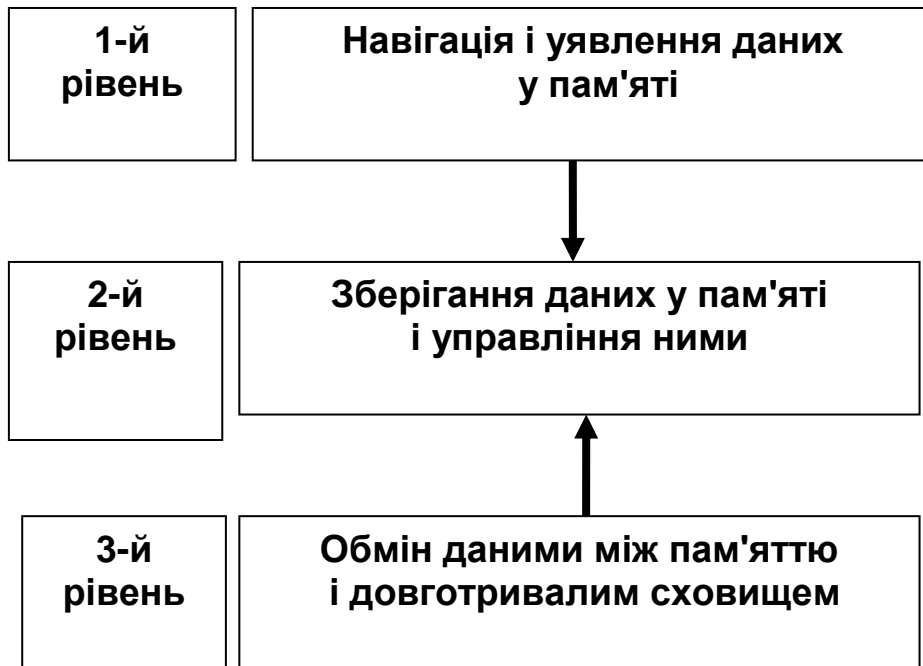 1-й
рівень
Навігація і уявлення даних
у пам'яті
2-й
рівень
Зберігання даних у пам'яті
і управління ними
3-й
рівень
Обмін даними між пам'яттю
і довготривалим сховищем